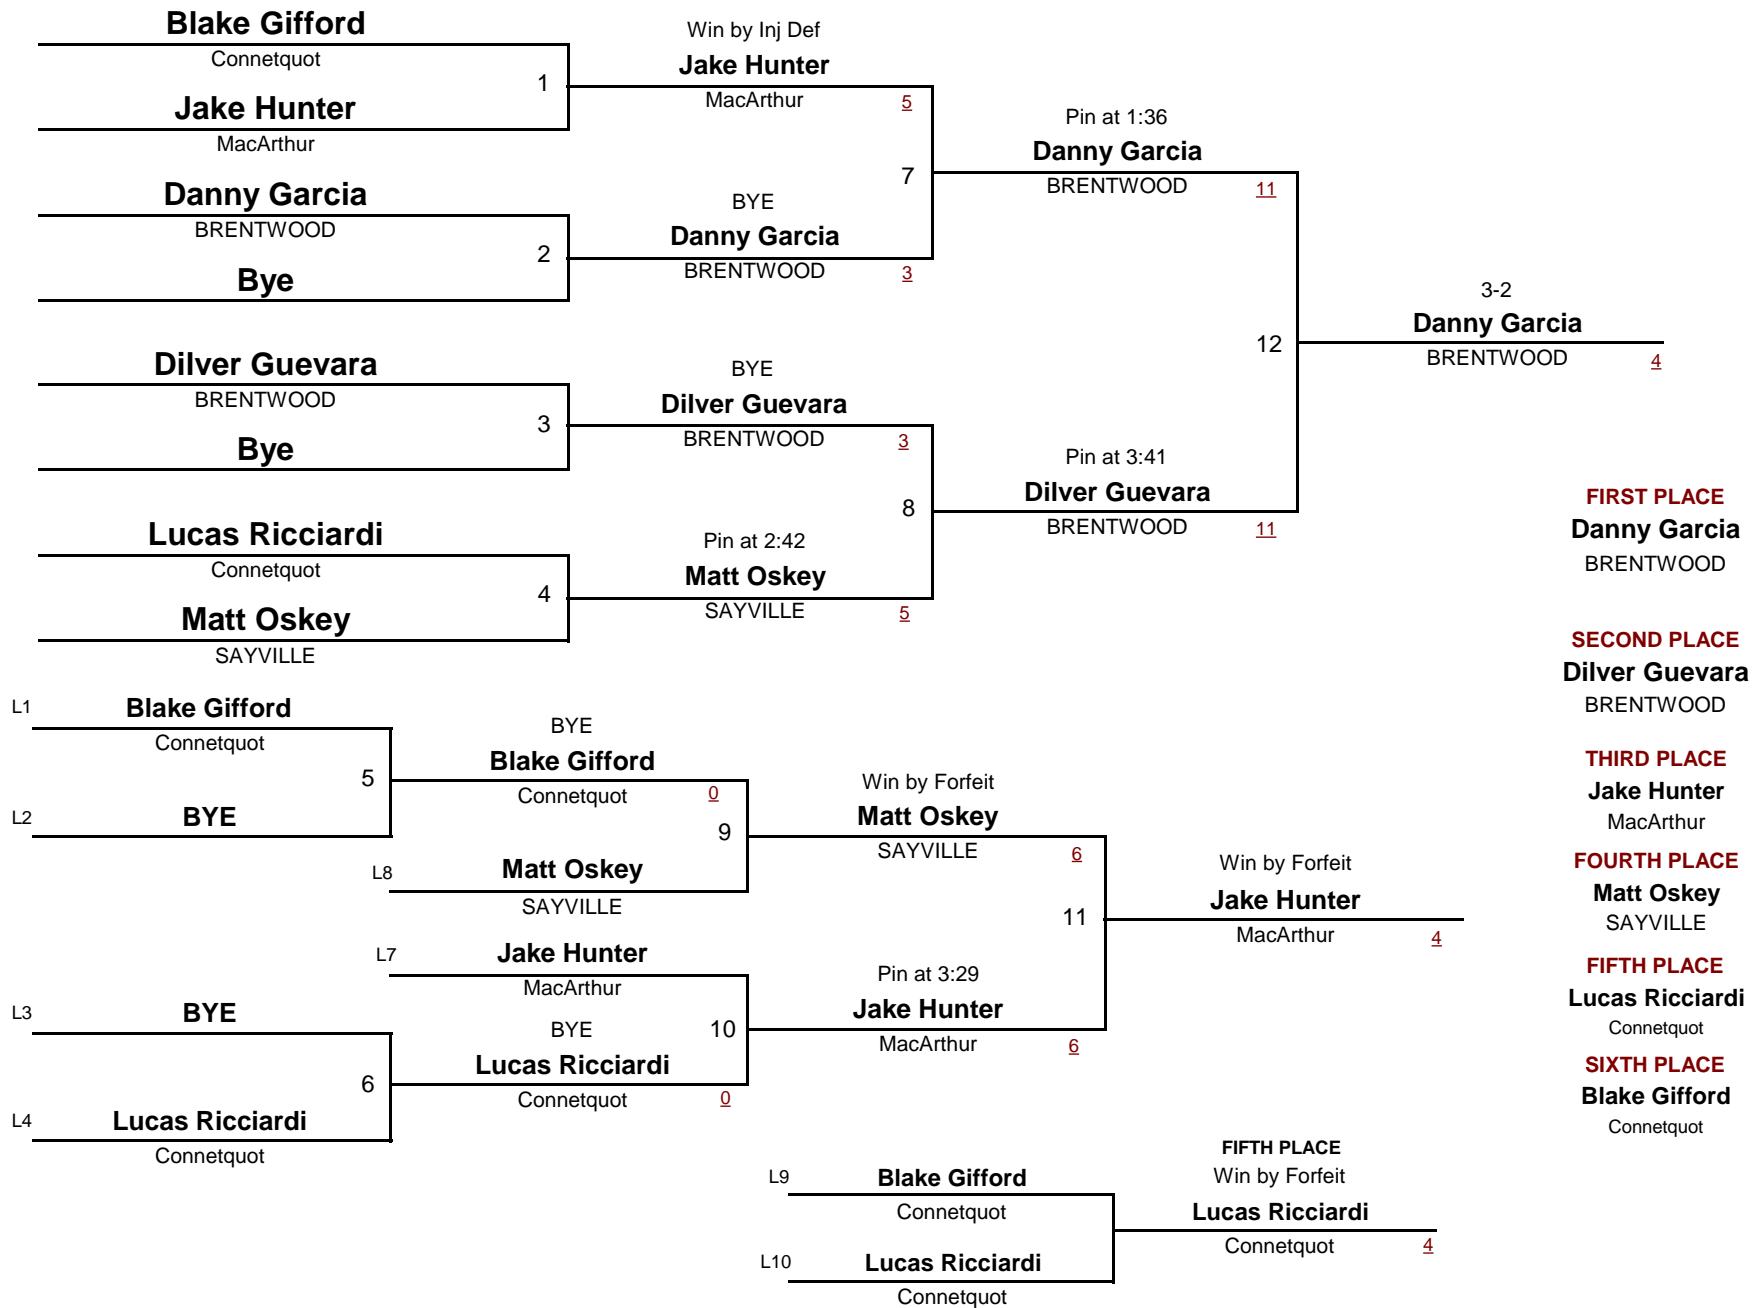 Blake Gifford
Connetquot
1
Jake Hunter
MacArthur
Win by Inj Def
Jake Hunter
MacArthur
5
Danny Garcia
BRENTWOOD
2
Bye
BYE
Danny Garcia
BRENTWOOD
3
7
Pin at 1:36
Danny Garcia
BRENTWOOD
11
Dilver Guevara
BRENTWOOD
3
Bye
BYE
Dilver Guevara
BRENTWOOD
3
Lucas Ricciardi
Connetquot
4
Matt Oskey
SAYVILLE
Pin at 2:42
Matt Oskey
SAYVILLE
5
8
Pin at 3:41
Dilver Guevara
BRENTWOOD
11
12
3-2
Danny Garcia
BRENTWOOD
4
L1
Blake Gifford
Connetquot
5
L2
BYE
BYE
Blake Gifford
Connetquot
0
9
L8
Matt Oskey
SAYVILLE
Win by Forfeit
Matt Oskey
SAYVILLE
6
L7
Jake Hunter
MacArthur
10
L3
BYE
6
L4
Lucas Ricciardi
Connetquot
BYE
Lucas Ricciardi
Connetquot
0
Pin at 3:29
Jake Hunter
MacArthur
6
11
Win by Forfeit
Jake Hunter
MacArthur
4
L9
Blake Gifford
Connetquot
L10
Lucas Ricciardi
Connetquot
FIFTH PLACE
Win by Forfeit
Lucas Ricciardi
Connetquot
4
FIRST PLACE
Danny Garcia
BRENTWOOD
SECOND PLACE
Dilver Guevara
BRENTWOOD
THIRD PLACE
Jake Hunter
MacArthur
FOURTH PLACE
Matt Oskey
SAYVILLE
FIFTH PLACE
Lucas Ricciardi
Connetquot
SIXTH PLACE
Blake Gifford
Connetquot